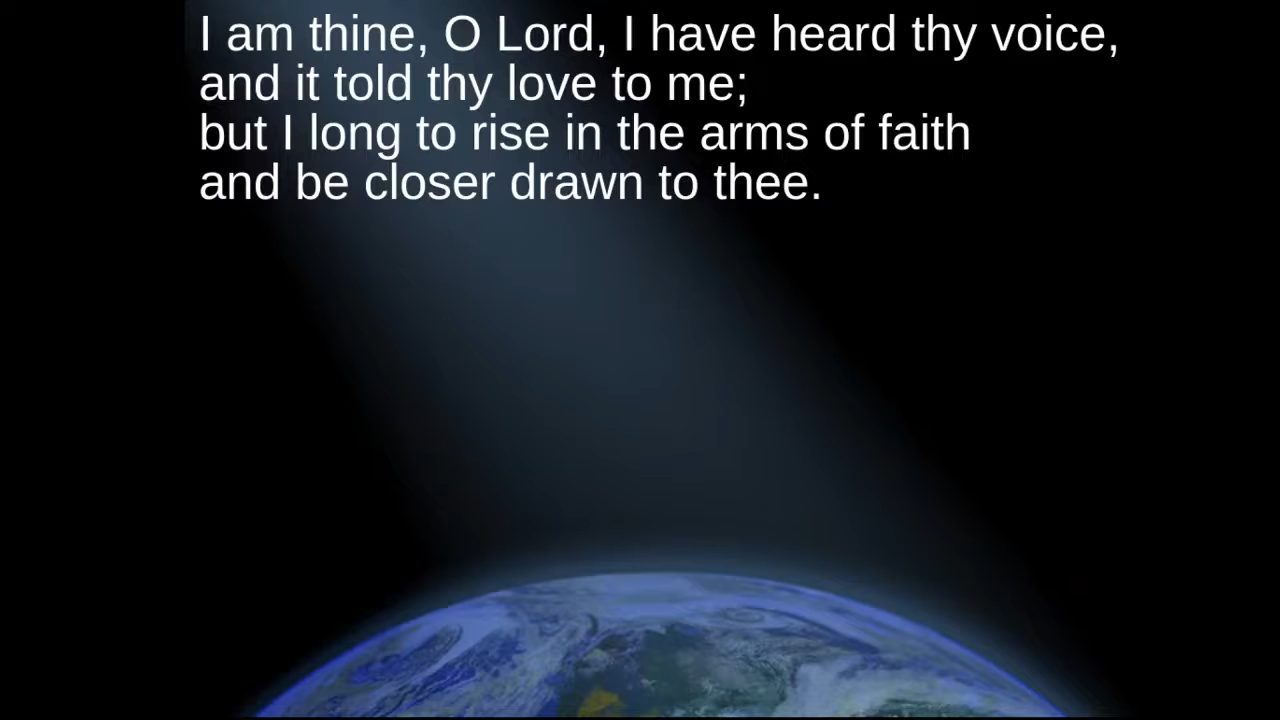 I am thine, O Lord, I have heard thy voice,
and it told thy love to me;
but I long to rise in the arms of faith
and be closer drawn to thee.